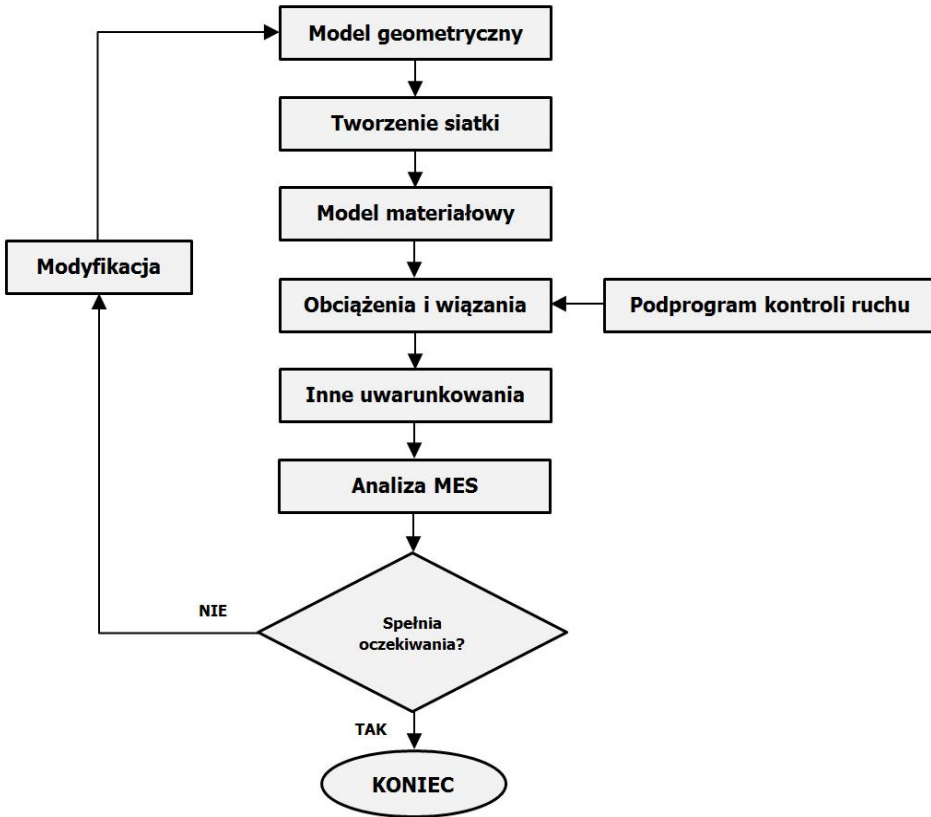 Model geometryczny
Tworzenie siatki
Model materiałowy
Modyfikacja
Obciążenia i wiązania
Podprogram kontroli ruchu
Inne uwarunkowania
Analiza MES
NIE
Spełnia
oczekiwania?
TAK
KONIEC